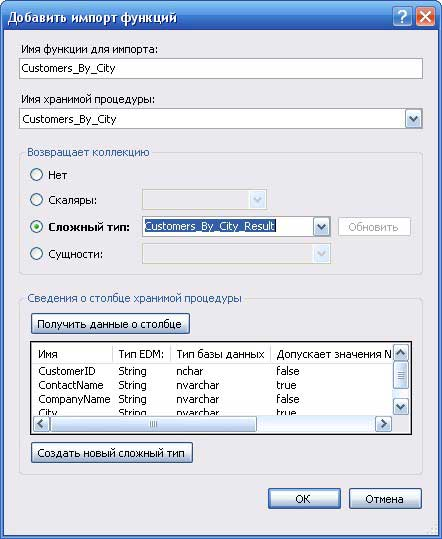 Добавить импорт функций
Имя функции для импорта:
Customers_By_City
Имя хранимой процедуры:
Customers_By_City
Возвращает коллекцию
Нет
Скаляры:
Сложный тип: Customers_By_City_Result Обновить
Сущности:
Сведения о столбце хранимой процедуры
Получить данные о столбце
Имя Тип EDM: Тип базы данных Допускает значения N
CustomerID String nchar false
ContactName String nvarchar true
CompanyName String nvarchar false
City String nvarchar true
Создать новый сложный тип
ОК Отмена